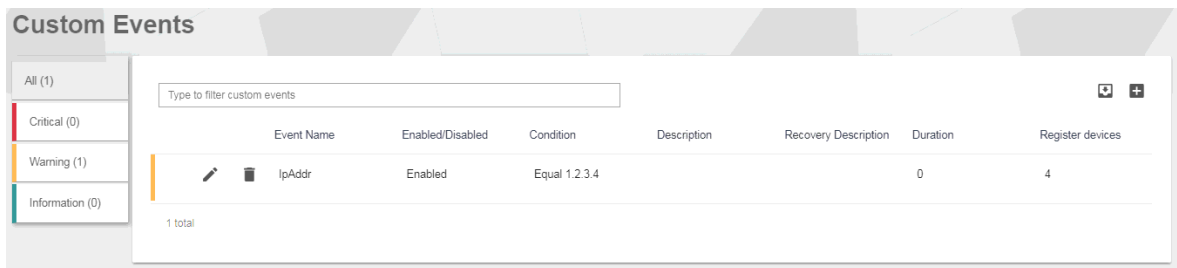 Custom Events
All (1)
Critical (0)
Warning (1)
Information (0)
Type to filter custom events
Event Name Enabled/Disabled Condition Description Recovery Description Duration Register devices
IpAddr Enabled Equal 1.2.3.4 0 4
1 total